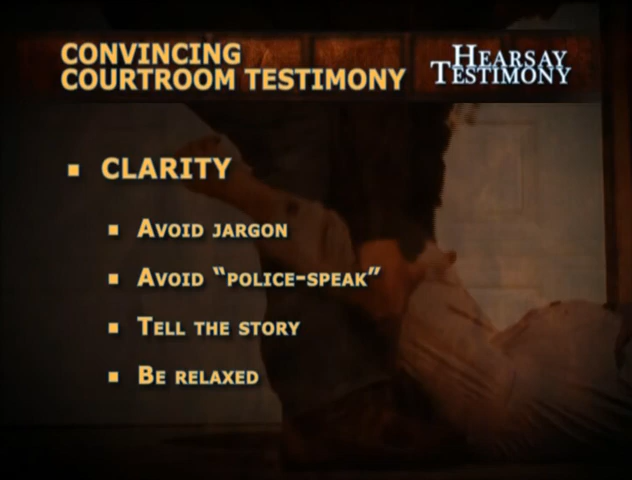 CONVINCING
COURTROOM TESTIMONY
HEARSAY
TESTIMONY
▪ CLARITY
▪ AVOID JARGON
▪ AVOID “POLICE-SPEAK”
▪ TELL THE STORY
▪ BE RELAXED